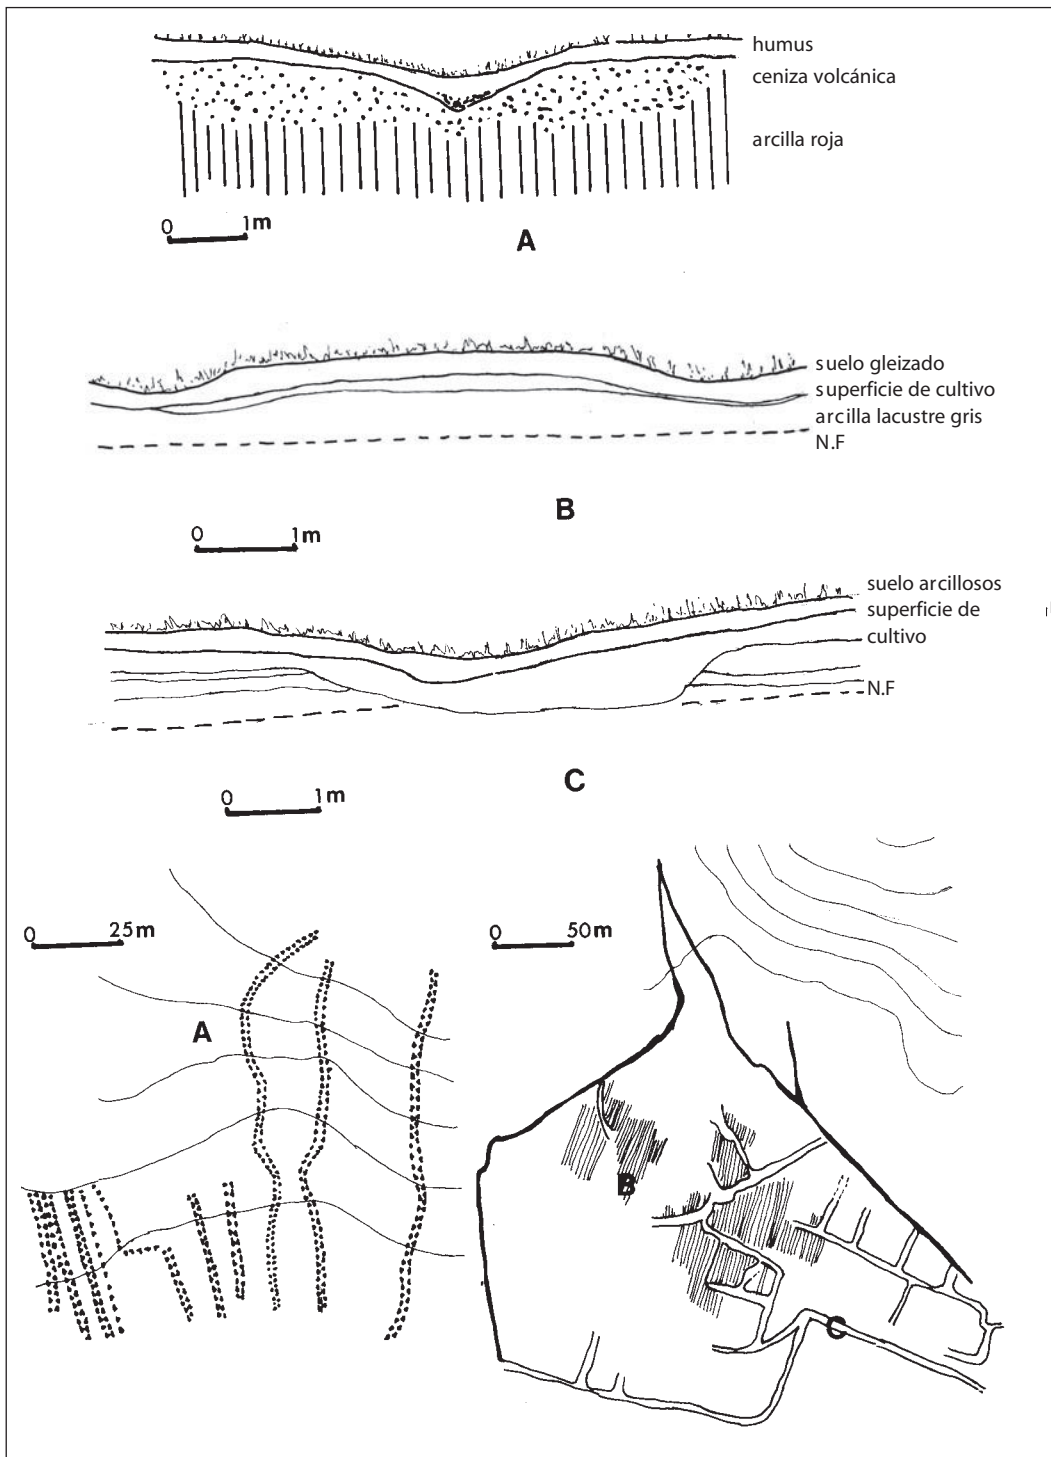 humus
ceniza volcánica
arcilla roja
0 1m
A
suelo gleizado
superficie de cultivo
arcilla lacustre gris
N.F
B
0 1m
suelo arcillosos
superficie de
cultivo
N.F
C
0 1m
0 25m
0 50m
A
B
C